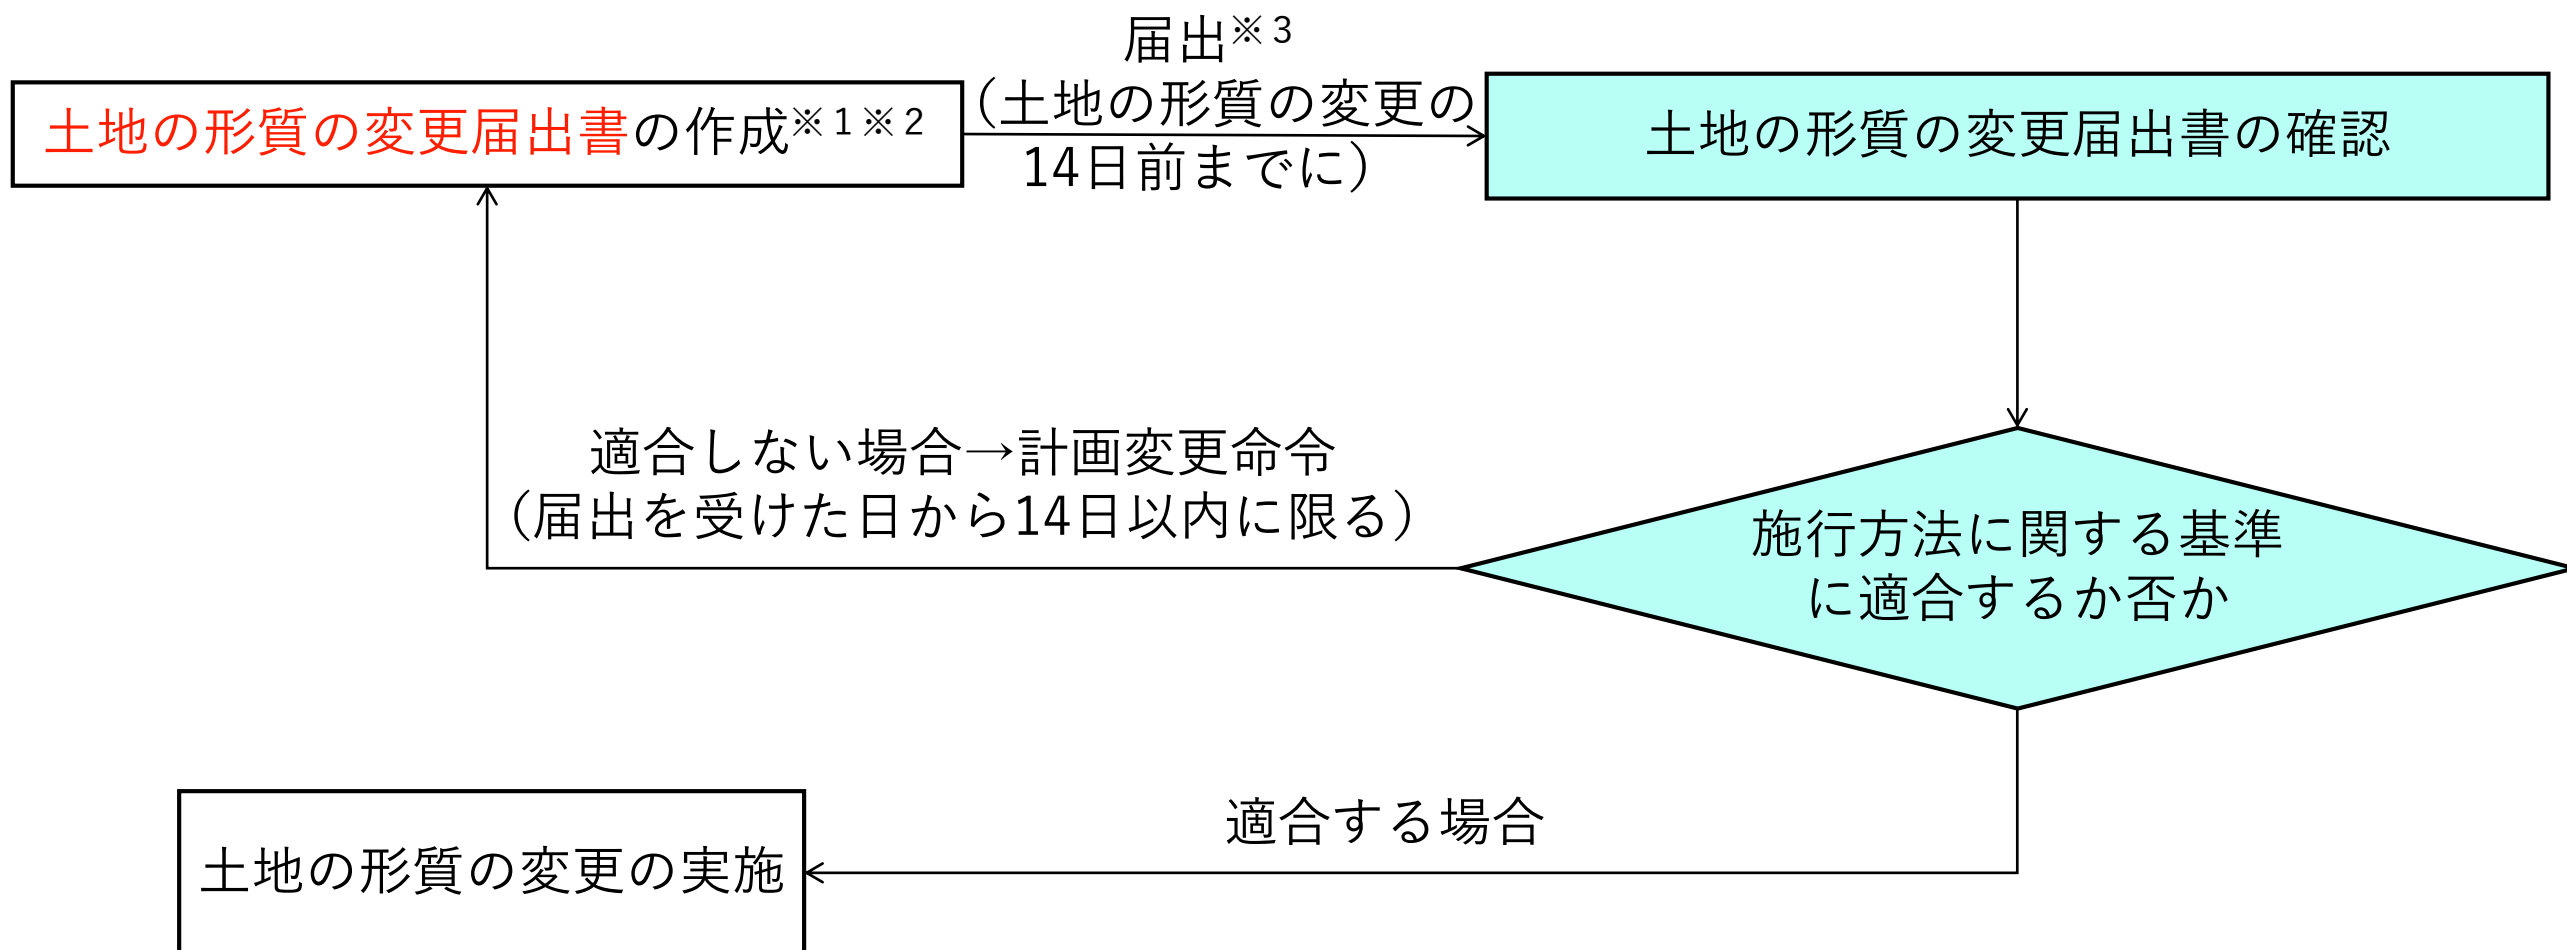 届出※3
（土地の形質の変更の
14日前までに）
土地の形質の変更届出書の作成※1※2
土地の形質の変更届出書の確認
適合しない場合→計画変更命令
（届出を受けた日から14日以内に限る）
施行方法に関する基準
に適合するか否か
適合する場合
土地の形質の変更の実施